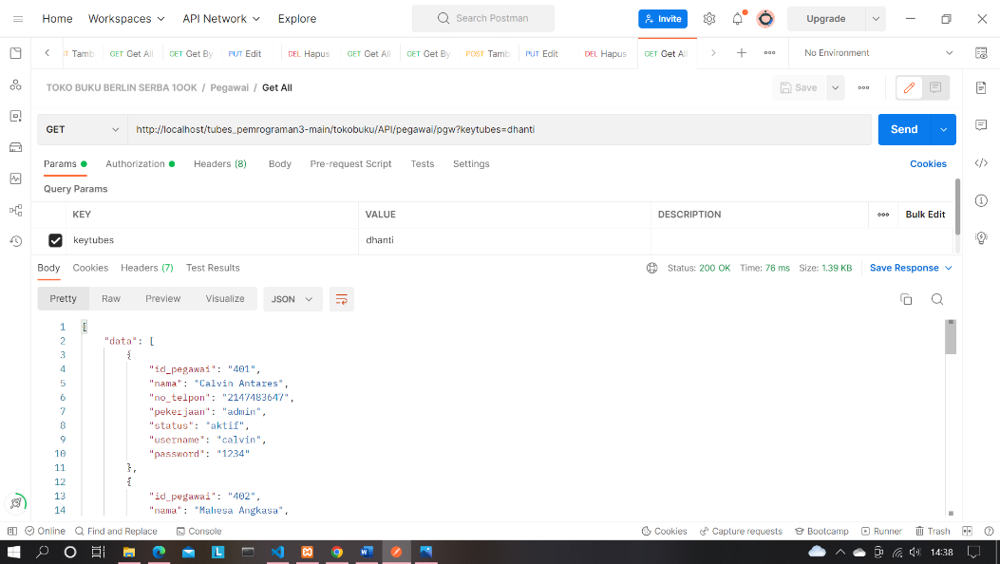 Home Workspaces API Network Explore Search Postman Invite Upgrade
ST Tamb GET Get All GET Get By PUT Edit DEL Hapus GET Get All GET Get By POST Tamb PUT Edit DEL Hapus GET Get All No Environment
TOKO BUKU BERLIN SERBA 1OOK / Pegawai / Get All Save
GET http://localhost/tubes_pemrograman3-main/tokobuku/API/pegawai/pgw?keytubes=dhanti Send
Params Authorization Headers (8) Body Pre-request Script Tests Settings Cookies
Query Params
KEY VALUE DESCRIPTION Bulk Edit
keytubes dhanti
Body Cookies Headers (7) Test Results Status: 200 OK Time: 76 ms Size: 1.39 KB Save Response
Pretty Raw Preview Visualize JSON
1 [
2 "data": [
3 {
4 "id_pegawai": "401",
5 "nama": "Calvin Antares",
6 "no_telpon": "2147483647",
7 "pekerjaan": "admin",
8 "status": "aktif",
9 "username": "calvin",
10 "password": "1234"
11 },
12 {
13 "id_pegawai": "402",
14 "nama": "Mahesa Angkasa",
Online Find and Replace Console Cookies Capture requests Bootcamp Runner Trash
14:38